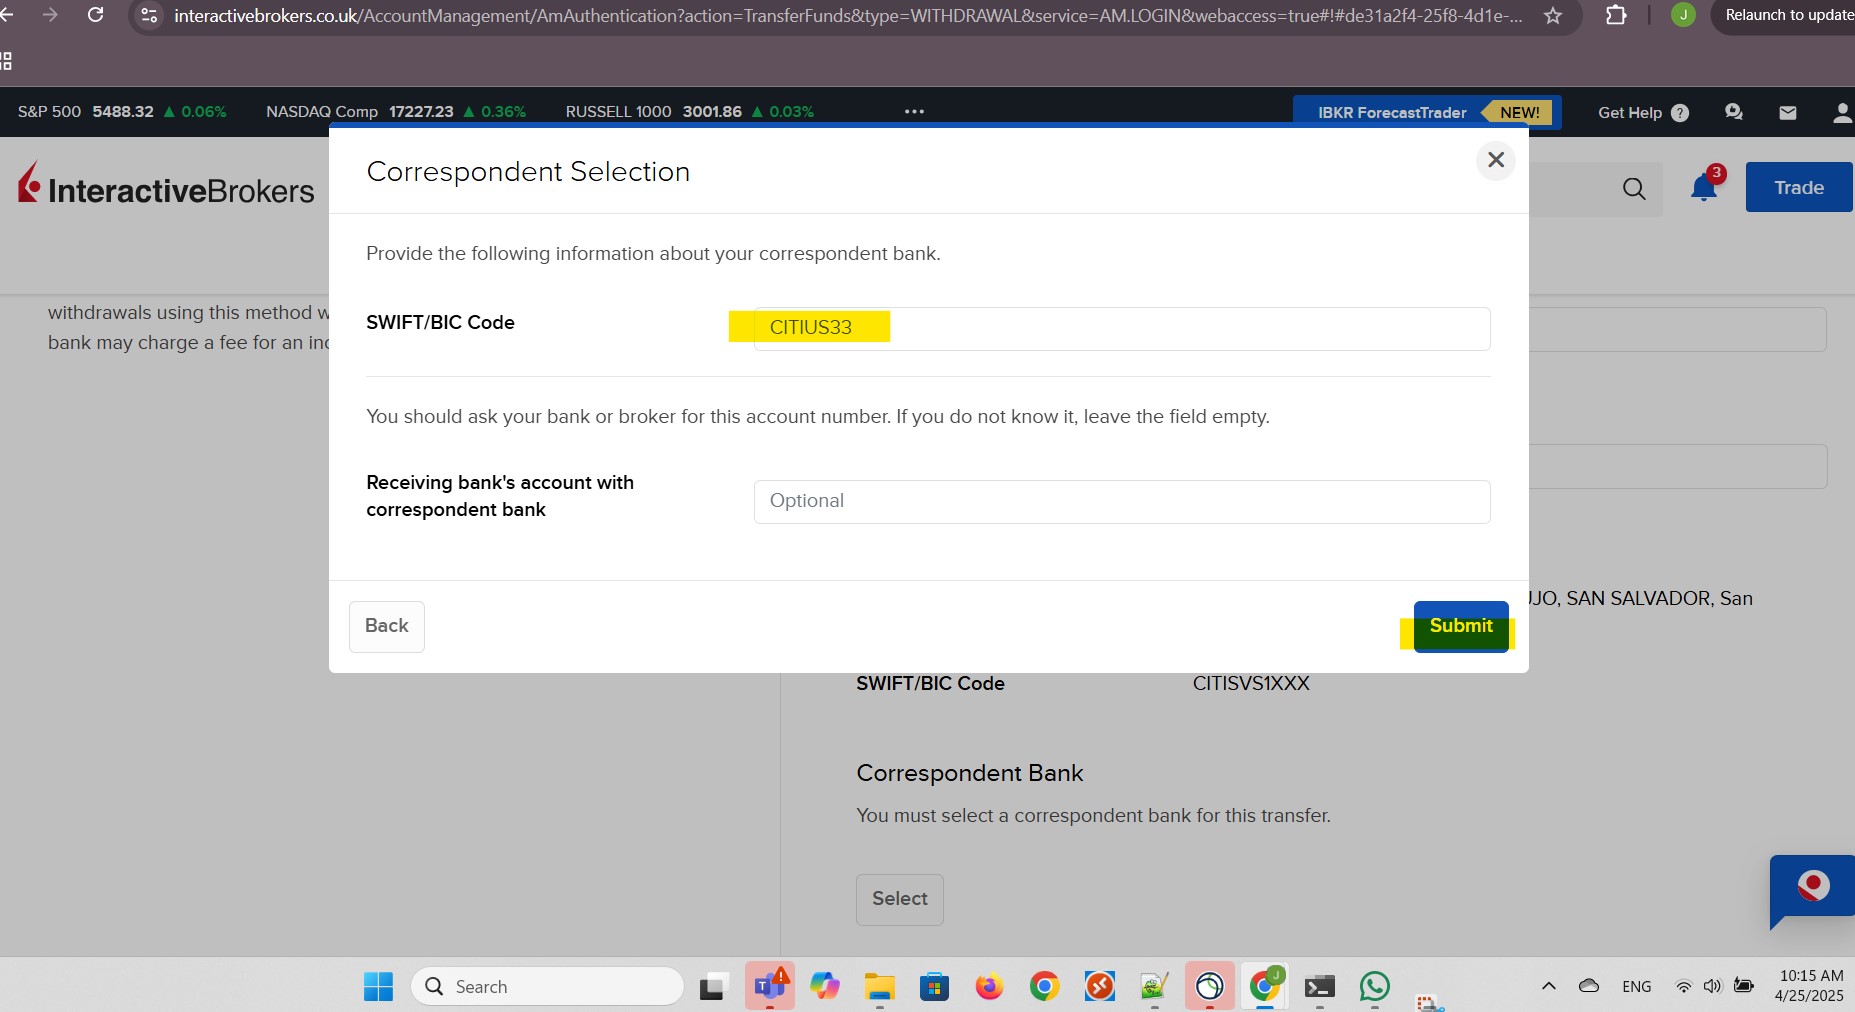 interactivebrokers.co.uk/AccountManagement/AmAuthentication?action=TransferFunds&type=WITHDRAWAL&service=AM.LOGIN&webaccess=true#!#de31a2f4-25f8-4d1e-...
J
Relaunch to update
S&P 500 5488.32 ▲ 0.06% NASDAQ Comp 17227.23 ▲ 0.36% RUSSELL 1000 3001.86 ▲ 0.03% ••• IBKR ForecastTrader NEW! Get Help ?
Correspondent Selection
InteractiveBrokers
3
Trade
Provide the following information about your correspondent bank.
withdrawals using this method w
bank may charge a fee for an inc
SWIFT/BIC Code CITIUS33
You should ask your bank or broker for this account number. If you do not know it, leave the field empty.
Receiving bank's account with
correspondent bank
Optional
JJO, SAN SALVADOR, San
Back
Submit
SWIFT/BIC Code CITISVS1XXX
Correspondent Bank
You must select a correspondent bank for this transfer.
Select
Search
T
J
ENG
10:15 AM
4/25/2025